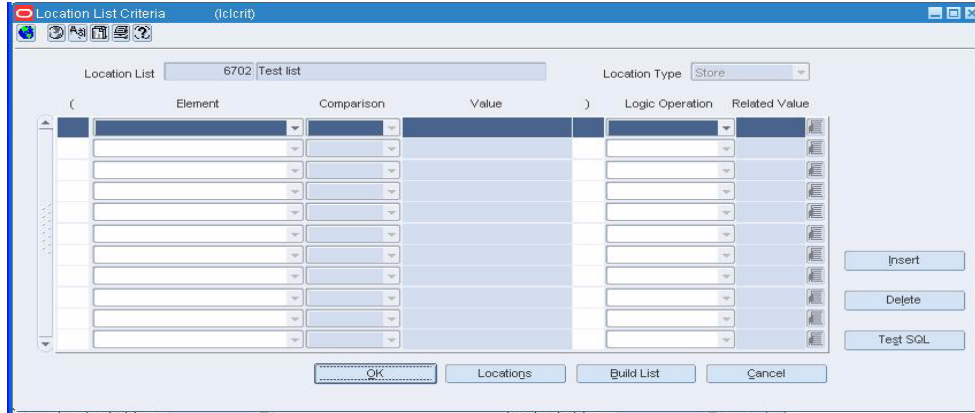 Location List Criteria (lclcrit)
Location List 6702 Test list Location Type Store
( Element Comparison Value ) Logic Operation Related Value
Insert
Delete
Test SQL
OK Locations Build List Cancel